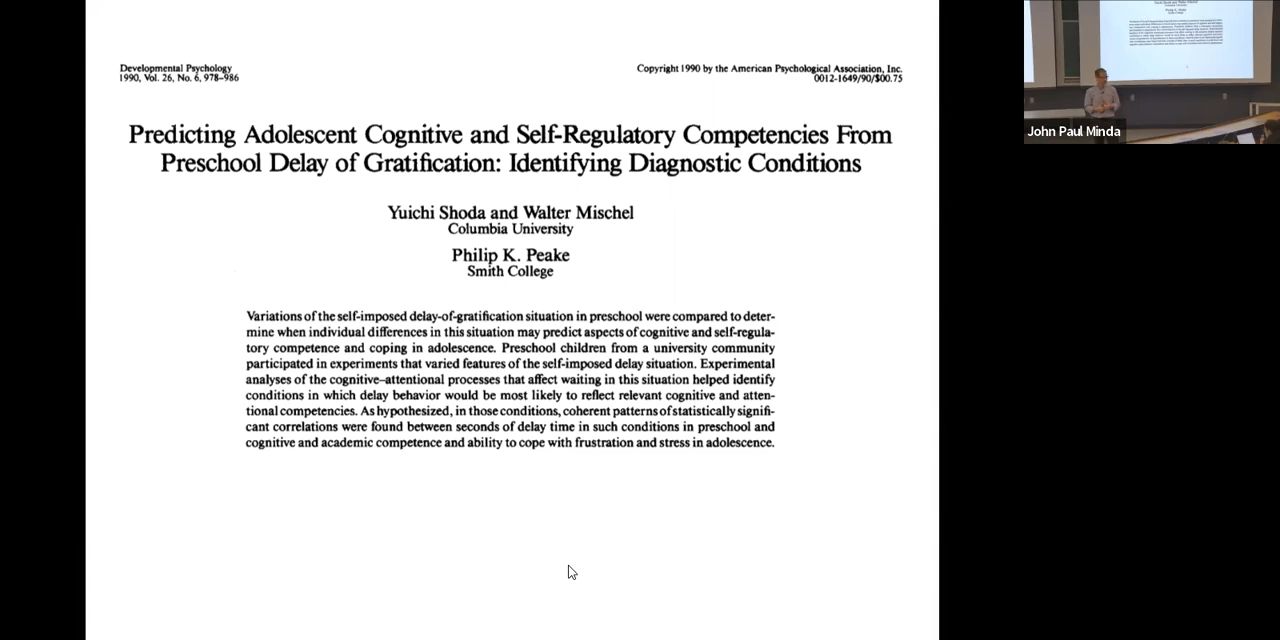 Developmental Psychology
1990, Vol. 26, No. 6, 978–986
Copyright 1990 by the American Psychological Association, Inc.
0012-1649/90/$00.75
Predicting Adolescent Cognitive and Self-Regulatory Competencies From
Preschool Delay of Gratification: Identifying Diagnostic Conditions
Yuichi Shoda and Walter Mischel
Columbia University
Philip K. Peake
Smith College
Variations of the self-imposed delay-of-gratification situation in preschool were compared to deter-
mine when individual differences in this situation may predict aspects of cognitive and self-regula-
tory competence and coping in adolescence. Preschool children from a university community
participated in experiments that varied features of the self-imposed delay situation. Experimental
analyses of the cognitive–attentional processes that affect waiting in this situation helped identify
conditions in which delay behavior would be most likely to reflect relevant cognitive and atten-
tional competencies. As hypothesized, in those conditions, coherent patterns of statistically signifi-
cant correlations were found between seconds of delay time in such conditions in preschool and
cognitive and academic competence and ability to cope with frustration and stress in adolescence.
John Paul Minda